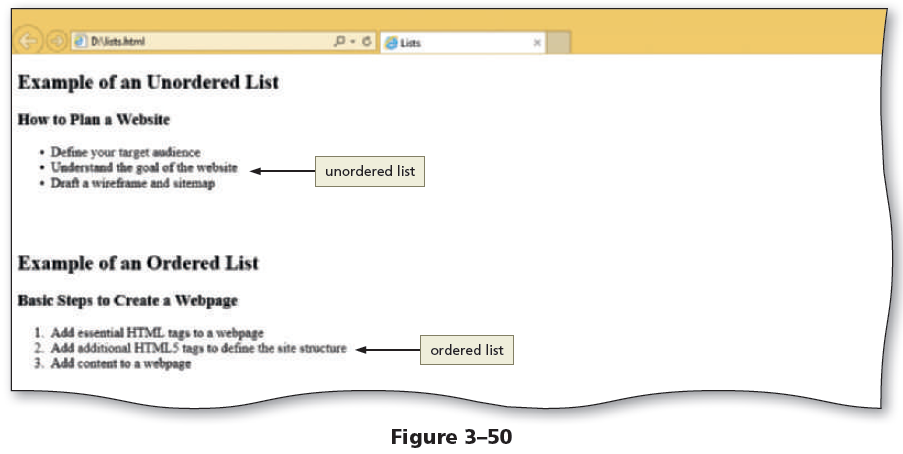 D:\lists.html
Lists
Example of an Unordered List
How to Plan a Website
• Define your target audience
• Understand the goal of the website
• Draft a wireframe and sitemap
unordered list
Example of an Ordered List
Basic Steps to Create a Webpage
1. Add essential HTML tags to a webpage
2. Add additional HTML5 tags to define the site structure
3. Add content to a webpage
ordered list
Figure 3–50